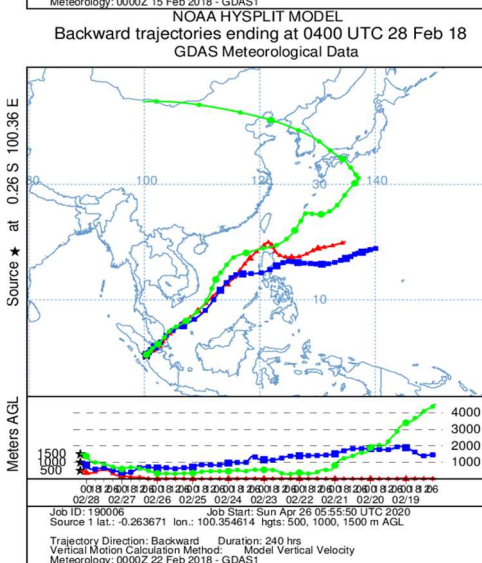 Meteorology: 0000Z 15 Feb 2018 - GDAS1
NOAA HYSPLIT MODEL
Backward trajectories ending at 0400 UTC 28 Feb 18
GDAS Meteorological Data
Source ★ at 0.26 S 100.36 E
100
120
30
140
10
Meters AGL
1500
1000
500
4000
3000
2000
1000
02/28 02/27 02/26 02/25 02/24 02/23 02/22 02/21 02/20 02/19
Job ID: 190006 Job Start: Sun Apr 26 05:55:50 UTC 2020
Source 1 lat.: -0.263671 lon.: 100.354614 hgts: 500, 1000, 1500 m AGL
Trajectory Direction: Backward Duration: 240 hrs
Vertical Motion Calculation Method: Model Vertical Velocity
Meteorology: 0000Z 22 Feb 2018 - GDAS1